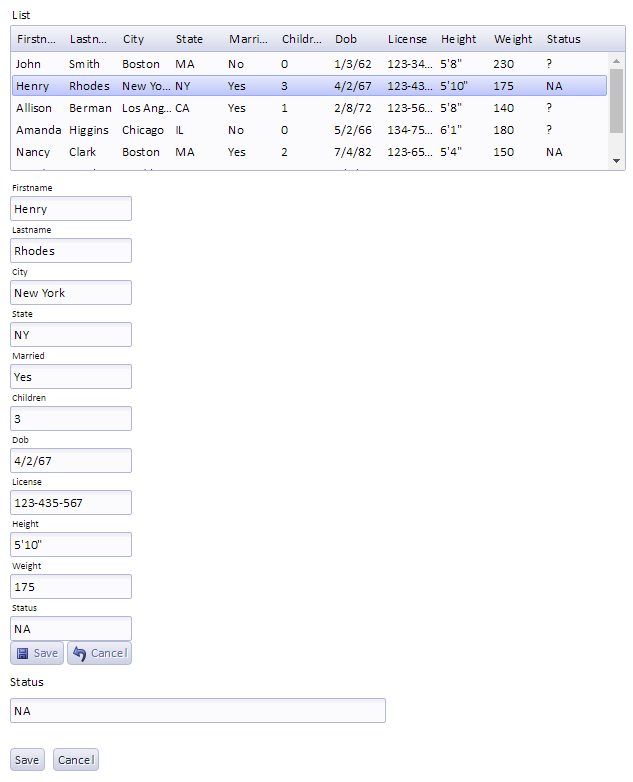 List
Firstn... Lastn... City State Marri... Childr... Dob License Height Weight Status
John Smith Boston MA No 0 1/3/62 123-34... 5'8" 230 ?
Henry Rhodes New Yo... NY Yes 3 4/2/67 123-43... 5'10" 175 NA
Allison Berman Los Ang... CA Yes 1 2/8/72 123-56... 5'8" 140 ?
Amanda Higgins Chicago IL No 0 5/2/66 134-75... 6'1" 180 ?
Nancy Clark Boston MA Yes 2 7/4/82 123-65... 5'4" 150 NA
Firstname
Henry
Lastname
Rhodes
City
New York
State
NY
Married
Yes
Children
3
Dob
4/2/67
License
123-435-567
Height
5'10"
Weight
175
Status
NA
Save Cancel
Status
NA
Save Cancel